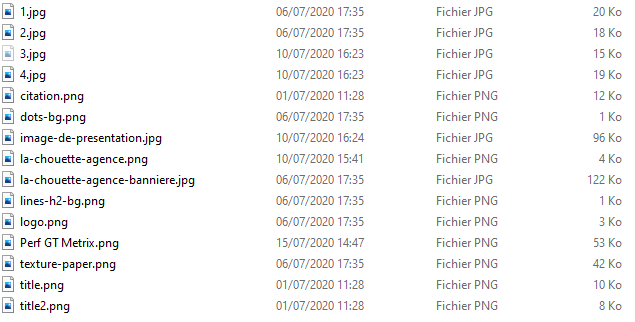 1.jpg 06/07/2020 17:35 Fichier JPG 20 Ko
2.jpg 06/07/2020 17:35 Fichier JPG 18 Ko
3.jpg 10/07/2020 16:23 Fichier JPG 15 Ko
4.jpg 10/07/2020 16:23 Fichier JPG 19 Ko
citation.png 01/07/2020 11:28 Fichier PNG 12 Ko
dots-bg.png 06/07/2020 17:35 Fichier PNG 1 Ko
image-de-presentation.jpg 10/07/2020 16:24 Fichier JPG 96 Ko
la-chouette-agence.png 10/07/2020 15:41 Fichier PNG 4 Ko
la-chouette-agence-banniere.jpg 06/07/2020 17:35 Fichier JPG 122 Ko
lines-h2-bg.png 06/07/2020 17:35 Fichier PNG 1 Ko
logo.png 06/07/2020 17:35 Fichier PNG 3 Ko
Perf GT Metrix.png 15/07/2020 14:47 Fichier PNG 53 Ko
texture-paper.png 06/07/2020 17:35 Fichier PNG 42 Ko
title.png 01/07/2020 11:28 Fichier PNG 10 Ko
title2.png 01/07/2020 11:28 Fichier PNG 8 Ko